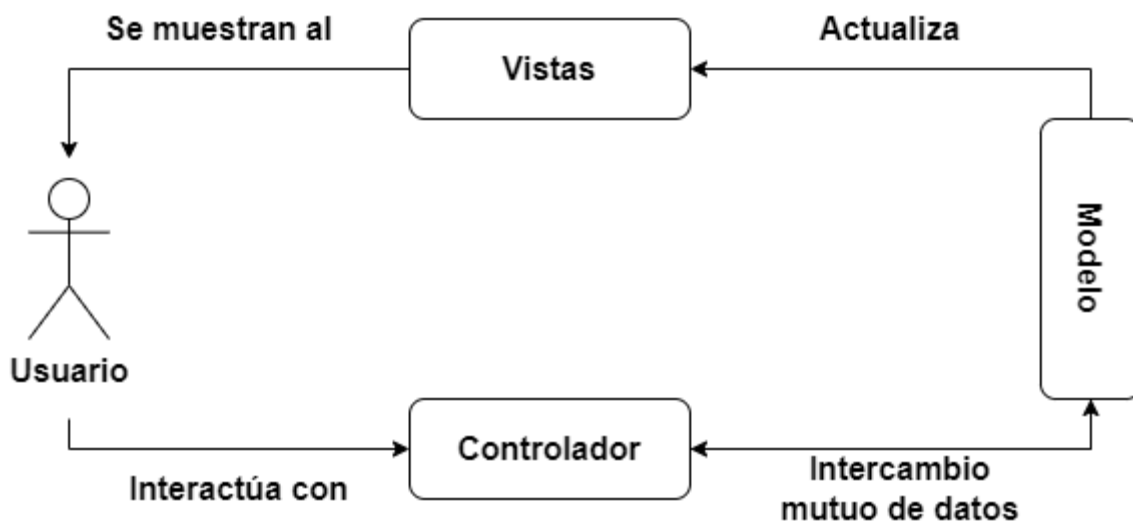 Se muestran al
Vistas
Actualiza
Modelo
Usuario
Controlador
Interactúa con
Intercambio
mutuo de datos